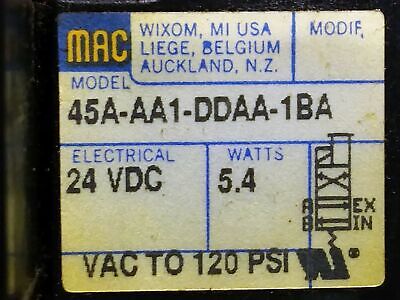 MAC
WIXOM, MI USA
LIEGE, BELGIUM
AUCKLAND, N.Z.
MODIF.
MODEL
45A-AA1-DDAA-1BA
ELECTRICAL
24 VDC
WATTS
5.4
A EX
B IN
VAC TO 120 PSI